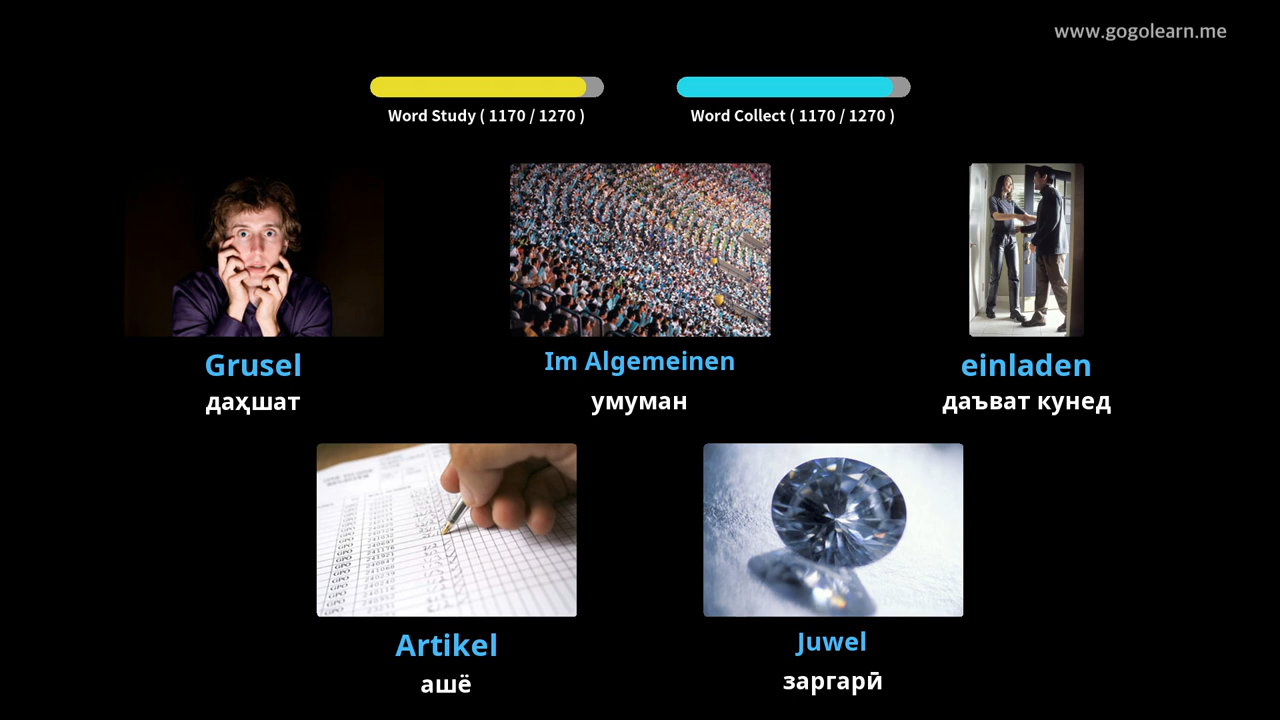 www.gogolearn.me
Word Study ( 1170 / 1270 )
Word Collect ( 1170 / 1270 )
Grusel
даҳшат
Im Algemeinen
умуман
einladen
даъват кунед
Artikel
ашё
Juwel
заргарӣ